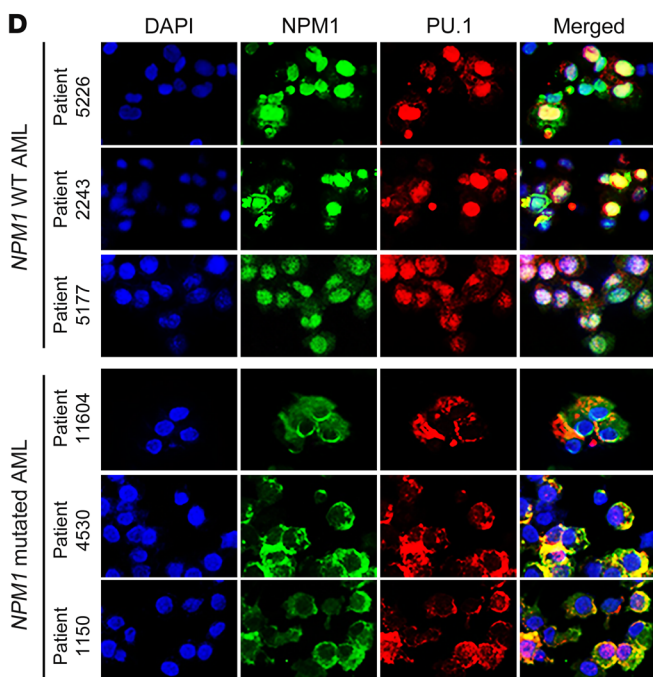 D
DAPI NPM1 PU.1 Merged
NPM1 WT AML
Patient
5226
Patient
2243
Patient
5177
NPM1 mutated AML
Patient
11604
Patient
4530
Patient
1150